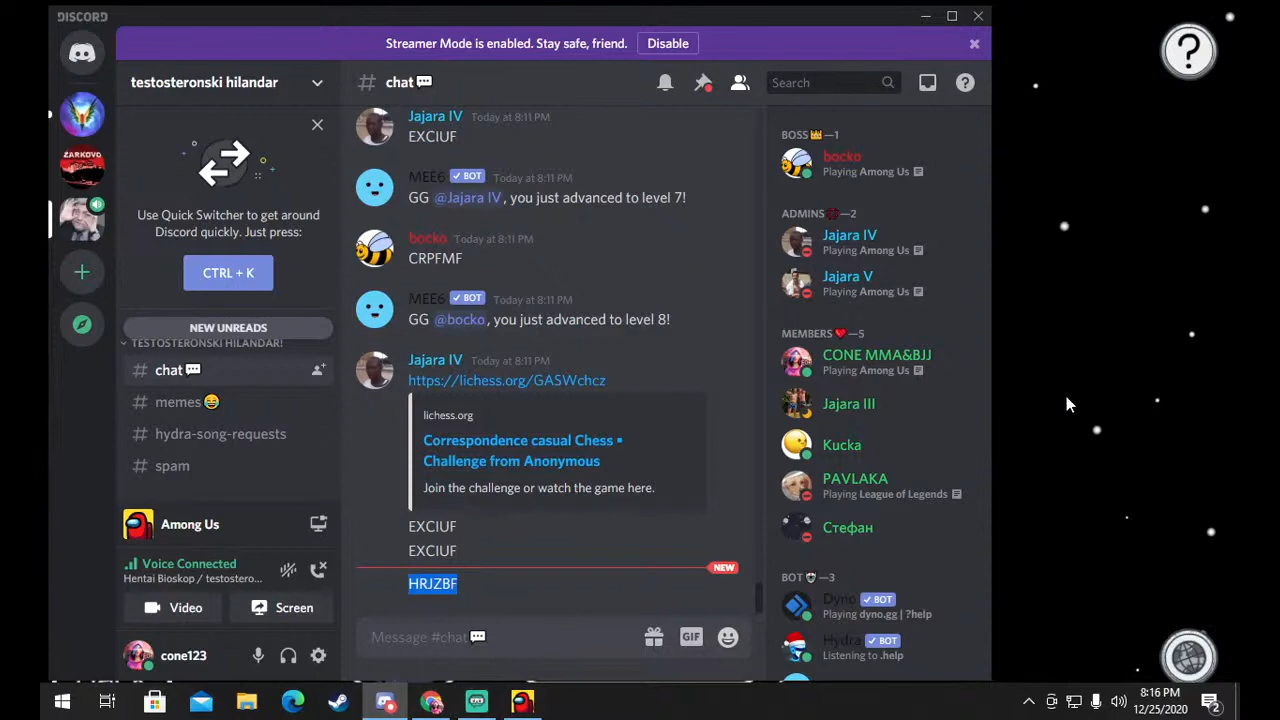 DISCORD
Streamer Mode is enabled. Stay safe, friend.
Disable
testosteronski hilandar
Use Quick Switcher to get around
Discord quickly. Just press:
CTRL + K
NEW UNREADS
TESTOSTERONSKI HILANDAR!
# chat💬
# memes😂
# hydra-song-requests
# spam
Among Us
Voice Connected
Hentai Bioskop / testostero...
Video
Screen
cone123
ZARKOVO
# chat💬
Search
Jajara IV Today at 8:11 PM
EXCIUF
MEE6 ✓ BOT Today at 8:11 PM
GG @Jajara IV, you just advanced to level 7!
bocko Today at 8:11 PM
CRPFMF
MEE6 ✓ BOT Today at 8:11 PM
GG @bocko, you just advanced to level 8!
Jajara IV Today at 8:11 PM
https://lichess.org/GASWchcz
lichess.org
Correspondence casual Chess •
Challenge from Anonymous
Join the challenge or watch the game here.
EXCIUF
EXCIUF
NEW
HRJZBF
Message #chat💬
GIF
BOSS👑—1
bocko
Playing Among Us
ADMINS—2
Jajara IV
Playing Among Us
Jajara V
Playing Among Us
MEMBERS❤—5
CONE MMA&BJJ
Playing Among Us
Jajara III
Kucka
PAVLAKA
Playing League of Legends
Стефан
BOT—3
Dyno ✓ BOT
Playing dyno.gg | ?help
Hydra ✓ BOT
Listening to .help
?
8:16 PM
12/25/2020
2